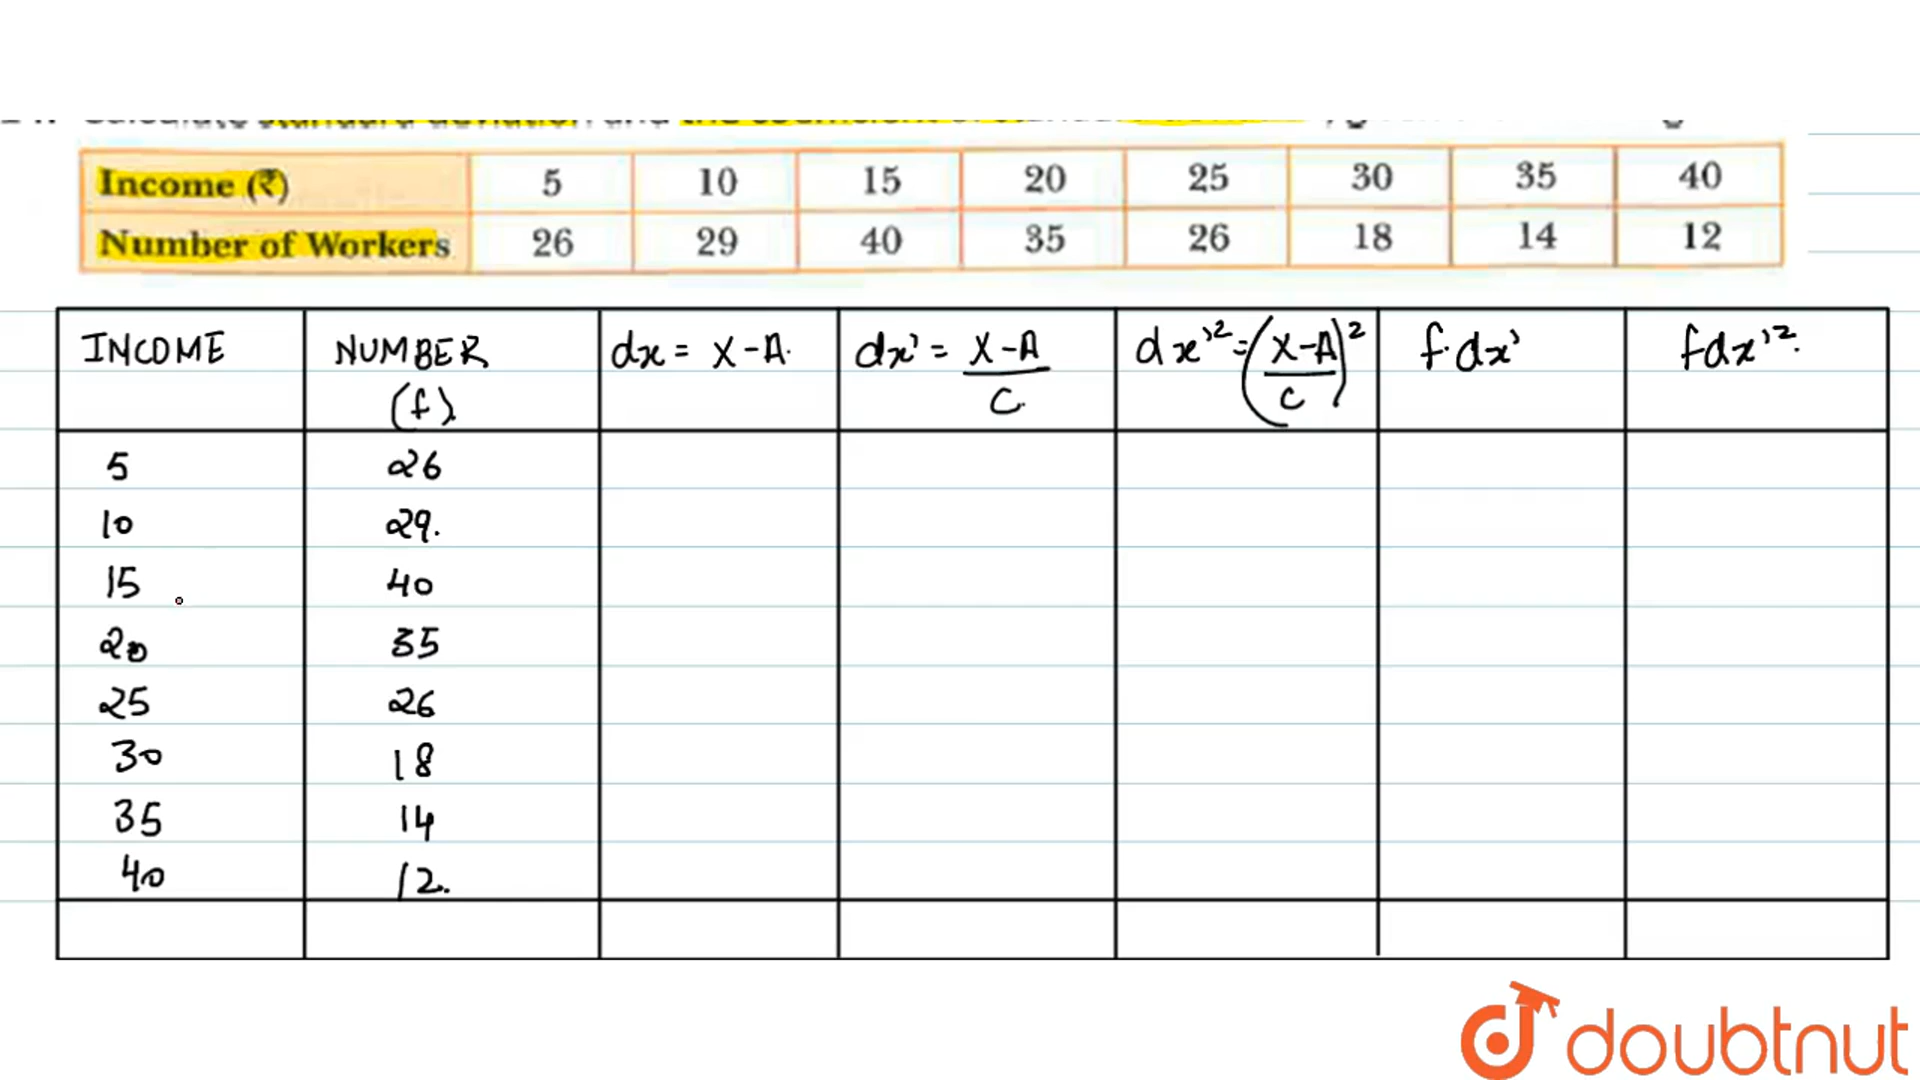 Income (₹) 5 10 15 20 25 30 35 40
Number of Workers 26 29 40 35 26 18 14 12
INCOME NUMBER (f). dx = X-A. dx' = X-A/C. dx'² = (X-A/C)² f.dx' fdx'².
5 26
10 29.
15 40
20 35
25 26
30 18
35 14
40 12.
doubtnut